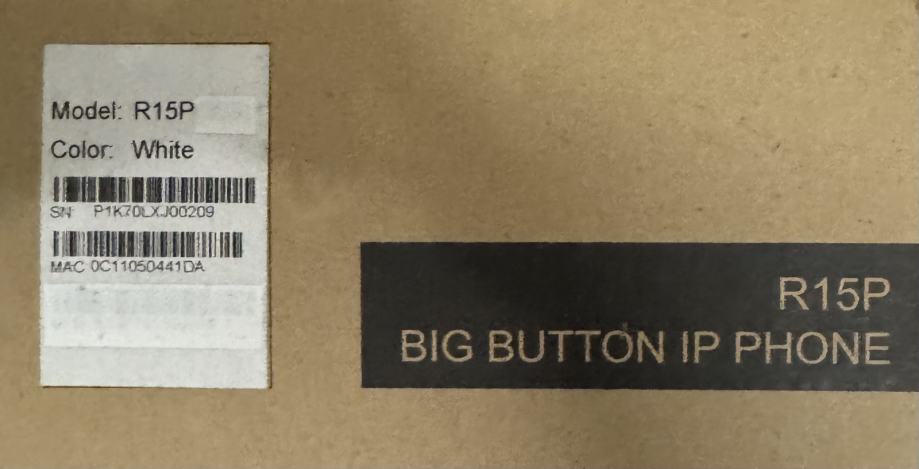 Model: R15P
Color: White
SN P1K70LXJ00209
MAC 0C11050441DA
R15P
BIG BUTTON IP PHONE